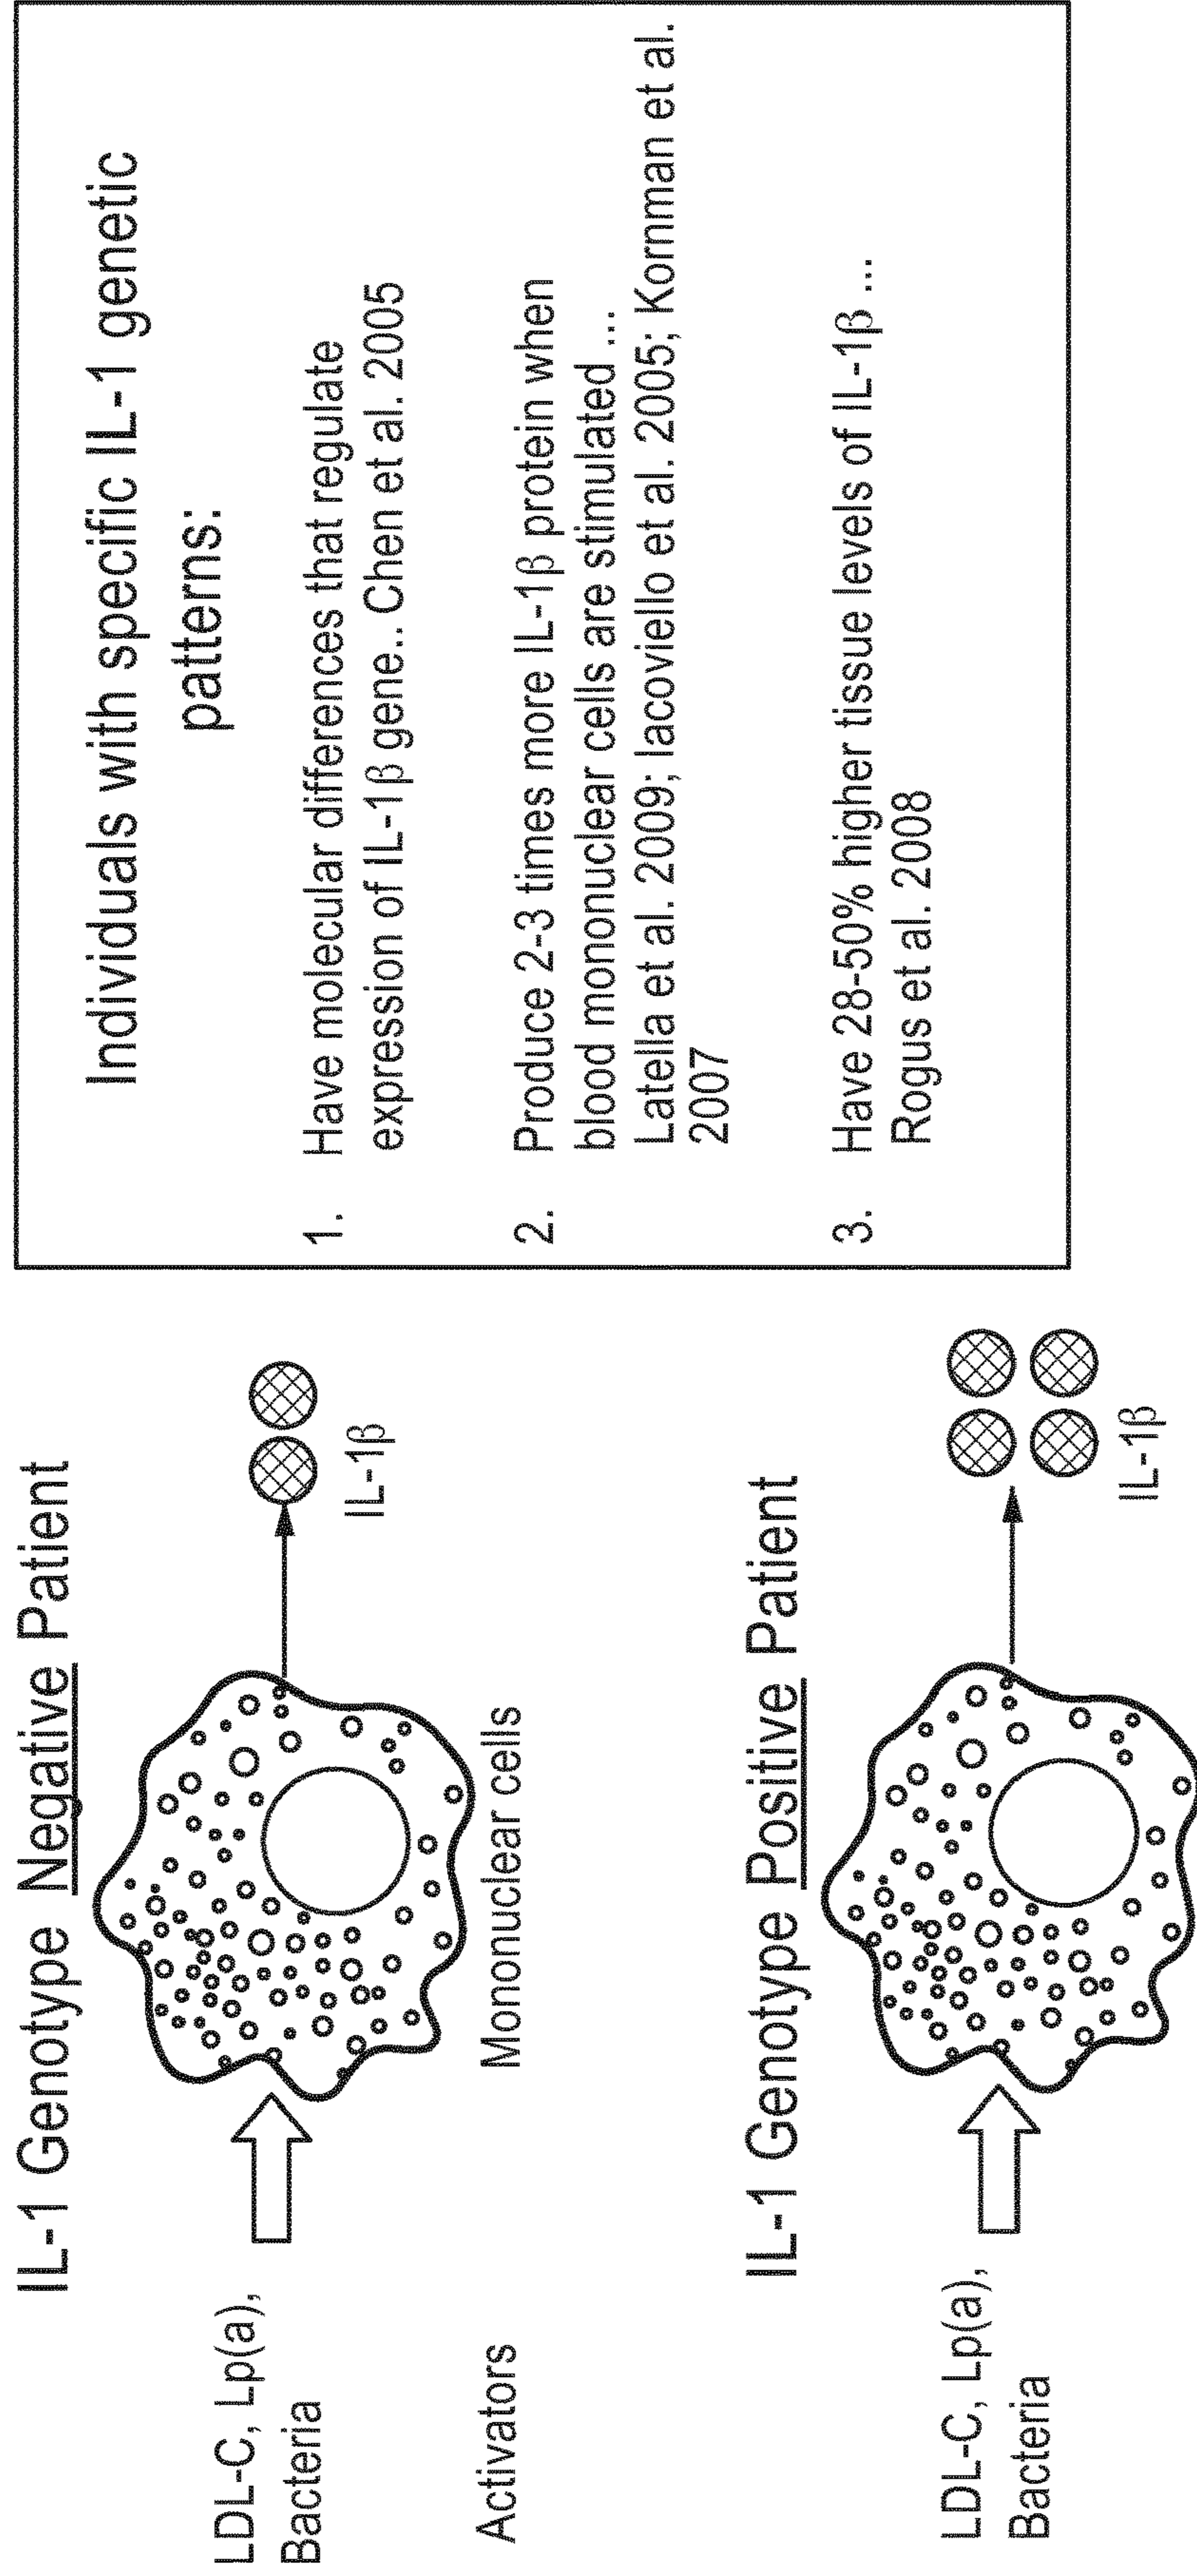 IL-1 Genotype Negative Patient
LDL-C, Lp(a),
Bacteria
IL-1β
Mononuclear cells
Activators
IL-1 Genotype Positive Patient
LDL-C, Lp(a),
Bacteria
IL-1β
Individuals with specific IL-1 genetic
patterns:
1. Have molecular differences that regulate
expression of IL-1β gene.. Chen et al. 2005
2. Produce 2-3 times more IL-1β protein when
blood mononuclear cells are stimulated ...
Latella et al. 2009; Iacoviello et al. 2005; Kornman et al.
2007
3. Have 28-50% higher tissue levels of IL-1β ...
Rogus et al. 2008